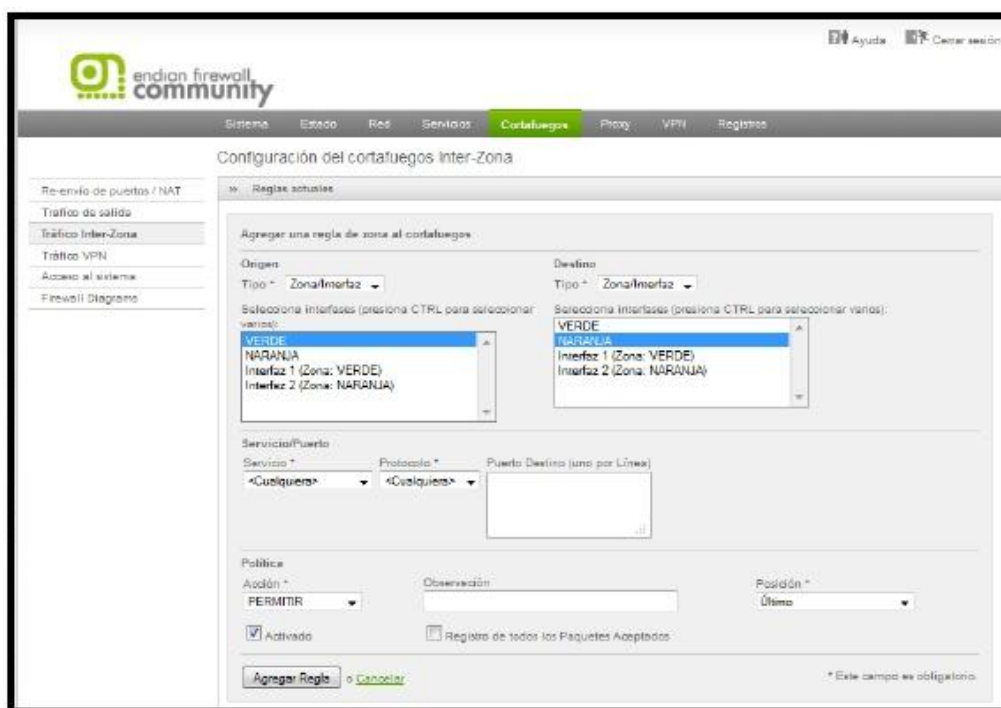 Ayuda Cerrar sesión
endian firewall
community
Sistema Estado Red Servicios Cortafuegos Proxy VPN Registros
Configuración del cortafuegos Inter-Zona
Re-envío de puertos / NAT
Trafico de salida
Tráfico Inter-Zona
Tráfico VPN
Acceso al sistema
Firewall Diagrams
» Reglas actuales
Agregar una regla de zona al cortafuegos
Origen
Tipo * Zona/Interfaz
Selecciona interfases (presiona CTRL para seleccionar
varios):
VERDE
NARANJA
Interfaz 1 (Zona: VERDE)
Interfaz 2 (Zona: NARANJA)
Destino
Tipo * Zona/Interfaz
Selecciona interfases (presiona CTRL para seleccionar varios):
VERDE
NARANJA
Interfaz 1 (Zona: VERDE)
Interfaz 2 (Zona: NARANJA)
Servicio/Puerto
Servicio * Protocolo * Puerto Destino (uno por Línea)
<Cualquiera> <Cualquiera>
Política
Acción * Observación Posición *
PERMITIR Último
Activado Registro de todos los Paquetes Aceptados
Agregar Regla o Cancelar * Este campo es obligatorio.